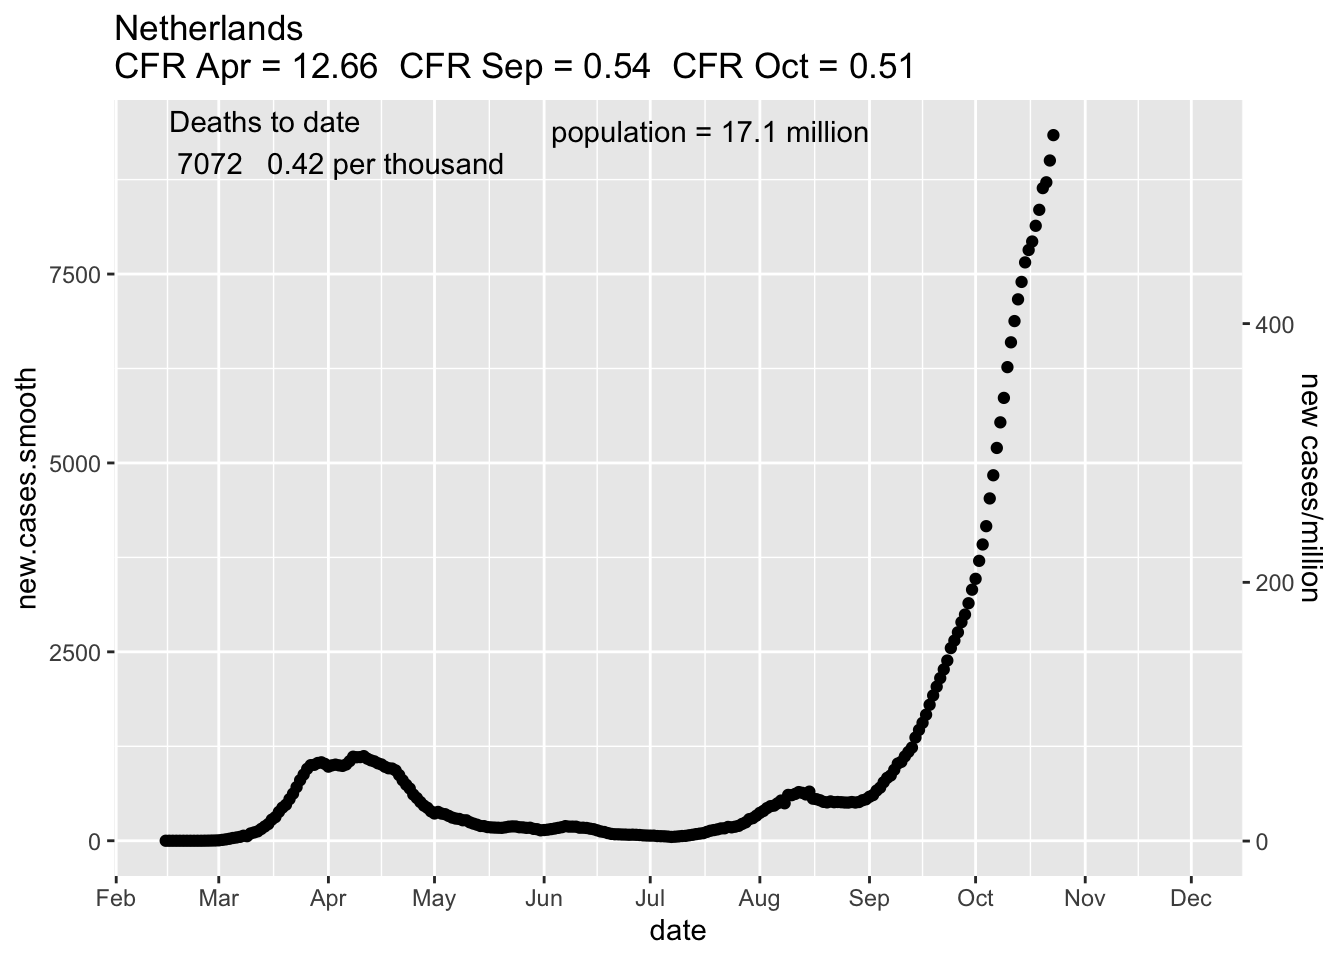 Netherlands
CFR Apr = 12.66  CFR Sep = 0.54  CFR Oct = 0.51
Deaths to date
7072   0.42 per thousand
population = 17.1 million
new.cases.smooth
7500
5000
2500
0
400
200
0
new cases/million
Feb Mar Apr May Jun Jul Aug Sep Oct Nov Dec
date